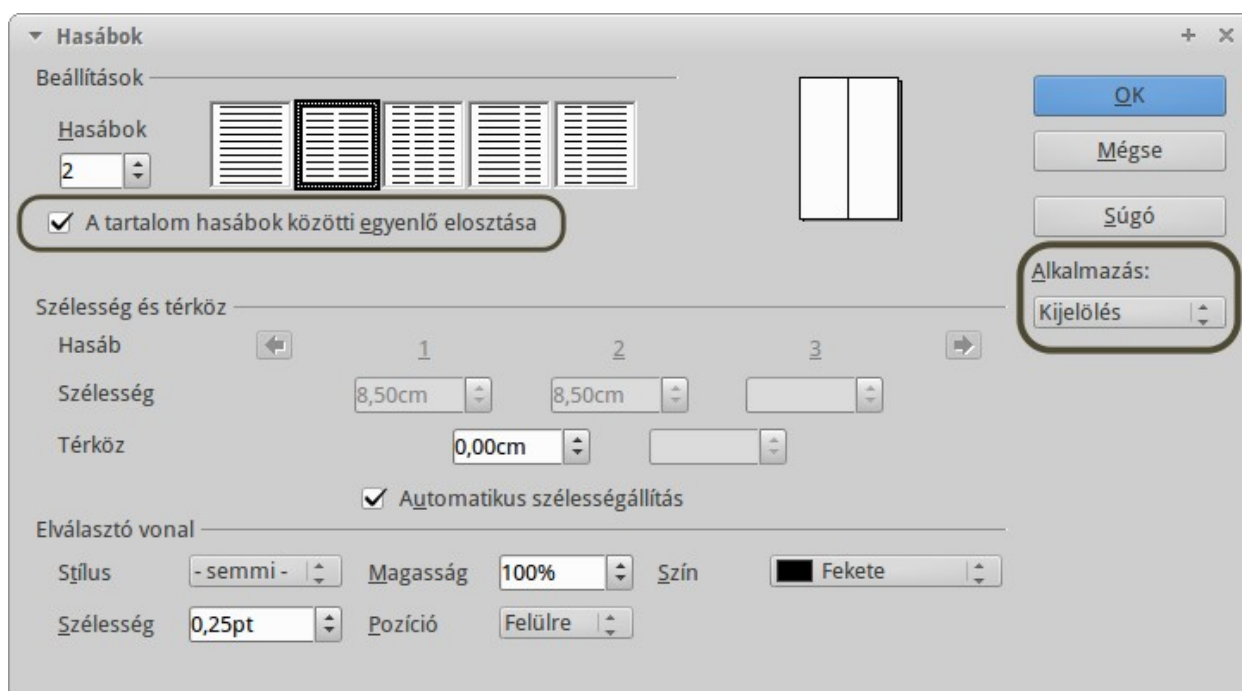 Hasábok
Beállítások
Hasábok
2
A tartalom hasábok közötti egyenlő elosztása
OK
Mégse
Súgó
Alkalmazás:
Kijelölés
Szélesség és térköz
Hasáb 1 2 3
Szélesség 8,50cm 8,50cm
Térköz 0,00cm
Automatikus szélességállítás
Elválasztó vonal
Stílus - semmi - Magasság 100% Szín Fekete
Szélesség 0,25pt Pozíció Felülre